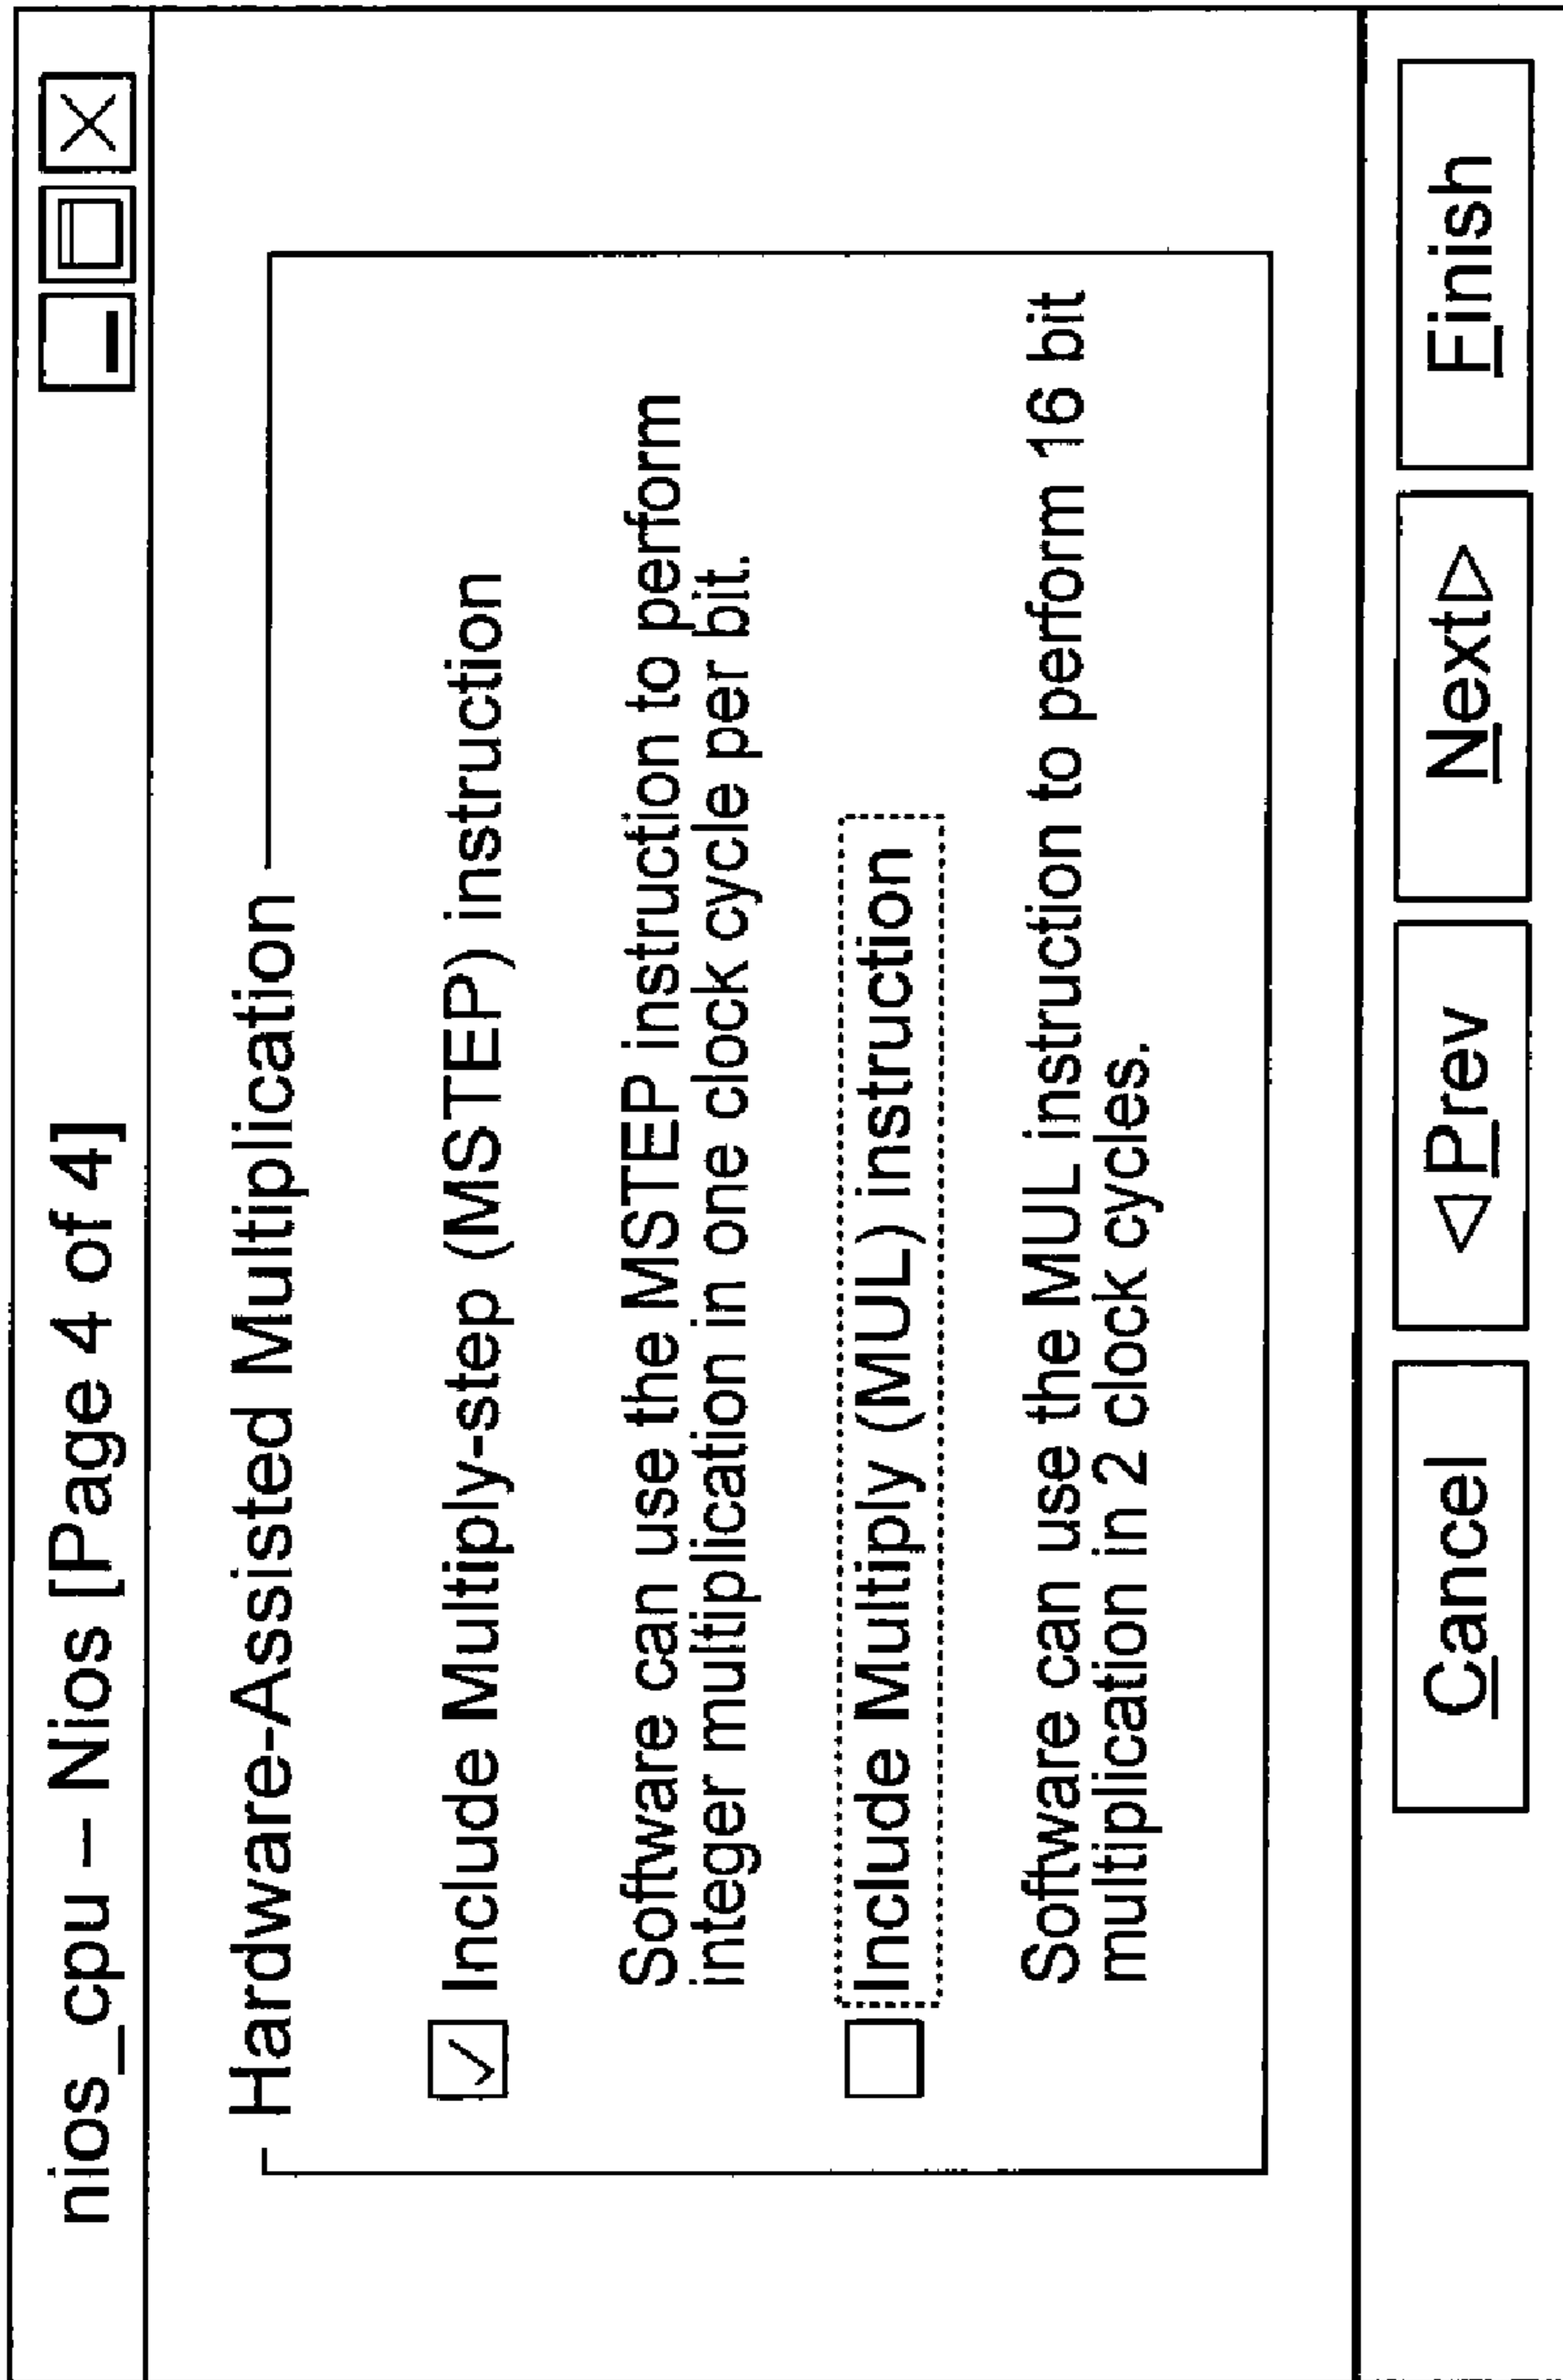 nios_cpu – Nios [Page 4 of 4]
Hardware-Assisted Multiplication
Include Multiply-step (MSTEP) instruction
Software can use the MSTEP instruction to perform
integer multiplication in one clock cycle per bit.
Include Multiply (MUL) instruction
Software can use the MUL instruction to perform 16 bit
multiplication in 2 clock cycles.
Cancel
Prev
Next
Finish